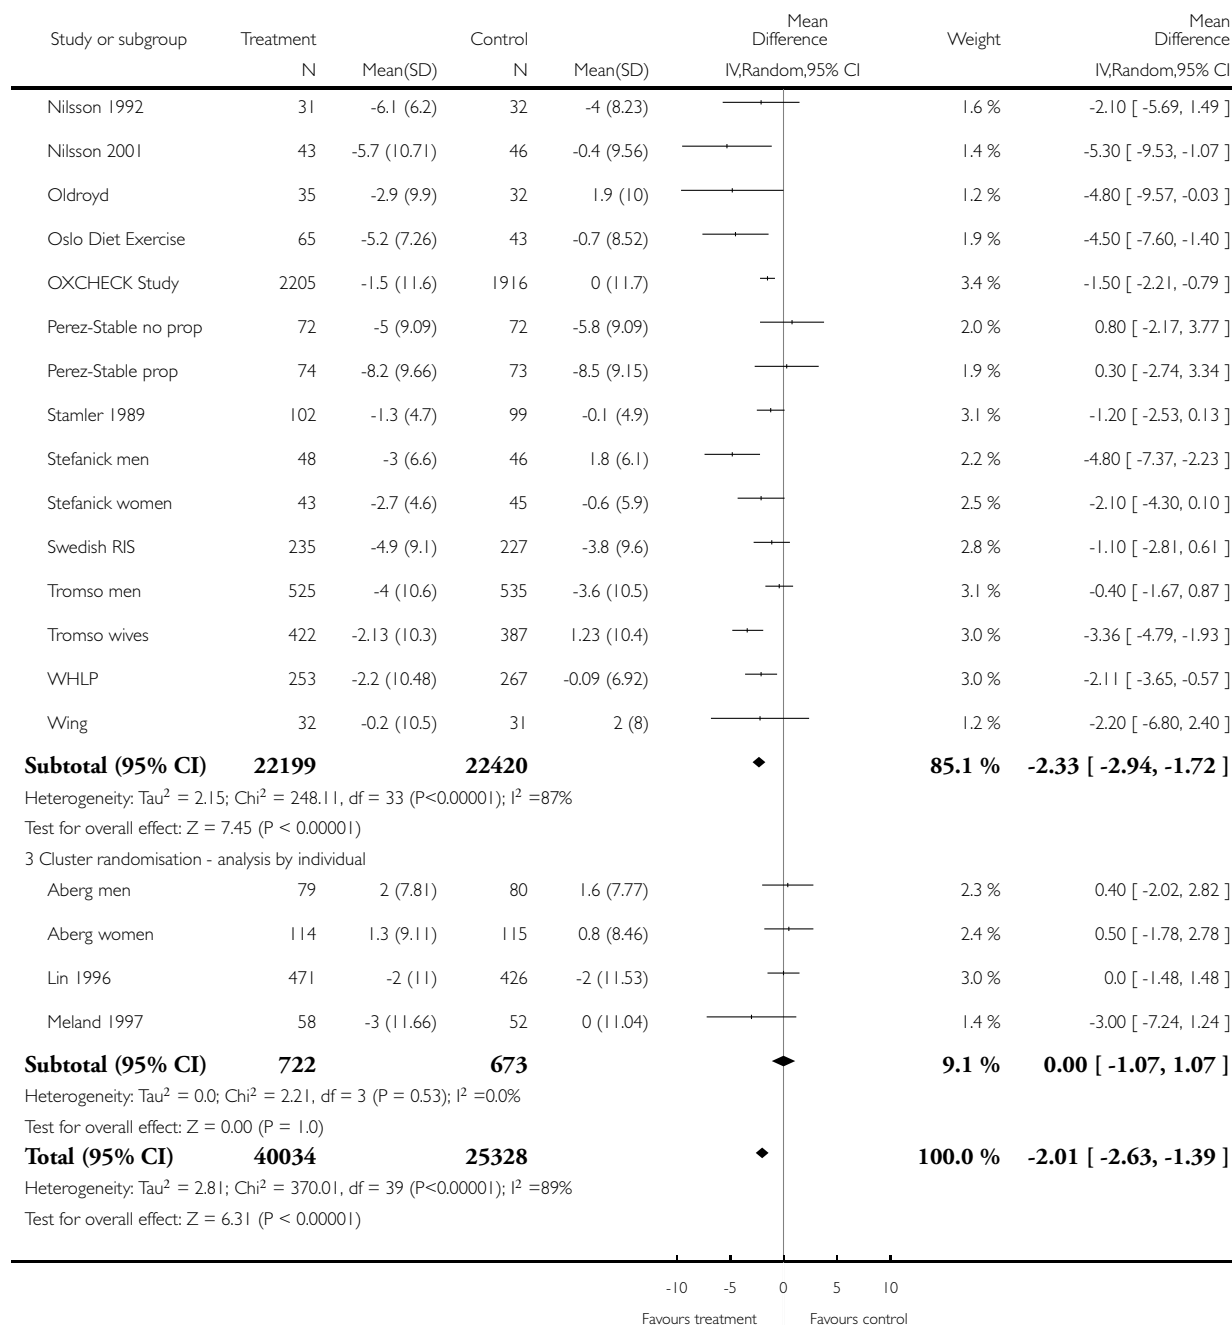 Study or subgroup Treatment Control Mean Difference Weight Mean Difference
N Mean(SD) N Mean(SD) IV,Random,95% CI IV,Random,95% CI
Nilsson 1992 31 -6.1 (6.2) 32 -4 (8.23) 1.6 % -2.10 [ -5.69, 1.49 ]
Nilsson 2001 43 -5.7 (10.71) 46 -0.4 (9.56) 1.4 % -5.30 [ -9.53, -1.07 ]
Oldroyd 35 -2.9 (9.9) 32 1.9 (10) 1.2 % -4.80 [ -9.57, -0.03 ]
Oslo Diet Exercise 65 -5.2 (7.26) 43 -0.7 (8.52) 1.9 % -4.50 [ -7.60, -1.40 ]
OXCHECK Study 2205 -1.5 (11.6) 1916 0 (11.7) 3.4 % -1.50 [ -2.21, -0.79 ]
Perez-Stable no prop 72 -5 (9.09) 72 -5.8 (9.09) 2.0 % 0.80 [ -2.17, 3.77 ]
Perez-Stable prop 74 -8.2 (9.66) 73 -8.5 (9.15) 1.9 % 0.30 [ -2.74, 3.34 ]
Stamler 1989 102 -1.3 (4.7) 99 -0.1 (4.9) 3.1 % -1.20 [ -2.53, 0.13 ]
Stefanick men 48 -3 (6.6) 46 1.8 (6.1) 2.2 % -4.80 [ -7.37, -2.23 ]
Stefanick women 43 -2.7 (4.6) 45 -0.6 (5.9) 2.5 % -2.10 [ -4.30, 0.10 ]
Swedish RIS 235 -4.9 (9.1) 227 -3.8 (9.6) 2.8 % -1.10 [ -2.81, 0.61 ]
Tromso men 525 -4 (10.6) 535 -3.6 (10.5) 3.1 % -0.40 [ -1.67, 0.87 ]
Tromso wives 422 -2.13 (10.3) 387 1.23 (10.4) 3.0 % -3.36 [ -4.79, -1.93 ]
WHLP 253 -2.2 (10.48) 267 -0.09 (6.92) 3.0 % -2.11 [ -3.65, -0.57 ]
Wing 32 -0.2 (10.5) 31 2 (8) 1.2 % -2.20 [ -6.80, 2.40 ]
Subtotal (95% CI) 22199 22420 85.1 % -2.33 [ -2.94, -1.72 ]
Heterogeneity: Tau² = 2.15; Chi² = 248.11, df = 33 (P<0.00001); I² =87%
Test for overall effect: Z = 7.45 (P < 0.00001)
3 Cluster randomisation - analysis by individual
Aberg men 79 2 (7.81) 80 1.6 (7.77) 2.3 % 0.40 [ -2.02, 2.82 ]
Aberg women 114 1.3 (9.11) 115 0.8 (8.46) 2.4 % 0.50 [ -1.78, 2.78 ]
Lin 1996 471 -2 (11) 426 -2 (11.53) 3.0 % 0.0 [ -1.48, 1.48 ]
Meland 1997 58 -3 (11.66) 52 0 (11.04) 1.4 % -3.00 [ -7.24, 1.24 ]
Subtotal (95% CI) 722 673 9.1 % 0.00 [ -1.07, 1.07 ]
Heterogeneity: Tau² = 0.0; Chi² = 2.21, df = 3 (P = 0.53); I² =0.0%
Test for overall effect: Z = 0.00 (P = 1.0)
Total (95% CI) 40034 25328 100.0 % -2.01 [ -2.63, -1.39 ]
Heterogeneity: Tau² = 2.81; Chi² = 370.01, df = 39 (P<0.00001); I² =89%
Test for overall effect: Z = 6.31 (P < 0.00001)
-10 -5 0 5 10
Favours treatment Favours control